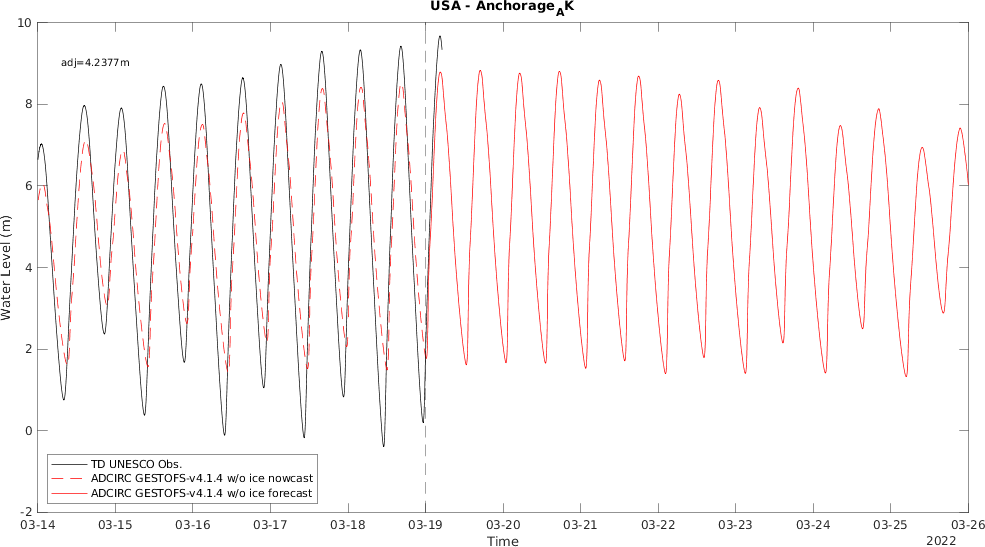 USA - Anchorage_AK
adj=4.2377m
10
8
6
4
2
0
-2
Water Level (m)
TD UNESCO Obs.
ADCIRC GESTOFS-v4.1.4 w/o ice nowcast
ADCIRC GESTOFS-v4.1.4 w/o ice forecast
03-14 03-15 03-16 03-17 03-18 03-19 03-20 03-21 03-22 03-23 03-24 03-25 03-26
Time
2022